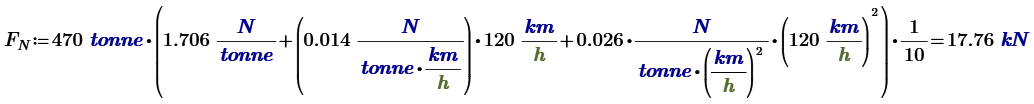 F_N := 470 tonne · (1.706 N/tonne + (0.014 N/(tonne · km/h)) · 120 km/h + 0.026 · N/(tonne · (km/h)^2) · (120 km/h)^2) · 1/10 = 17.76 kN